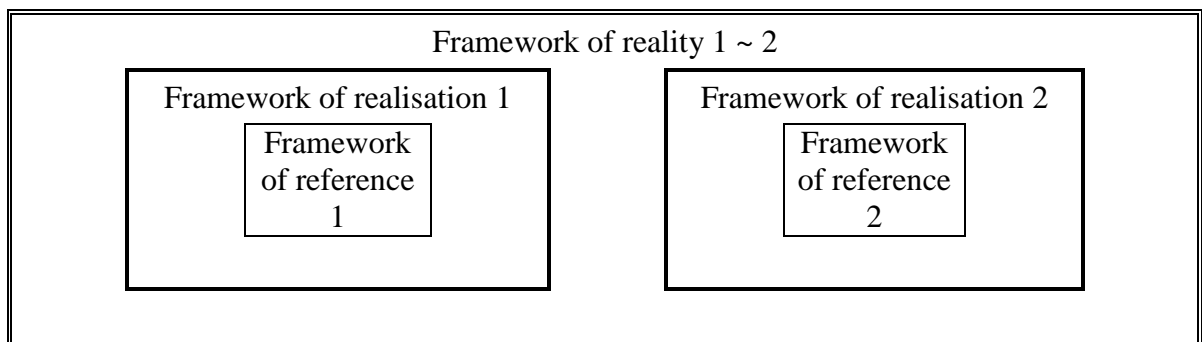 Framework of reality 1 ~ 2
Framework of realisation 1
Framework
of reference
1
Framework of realisation 2
Framework
of reference
2